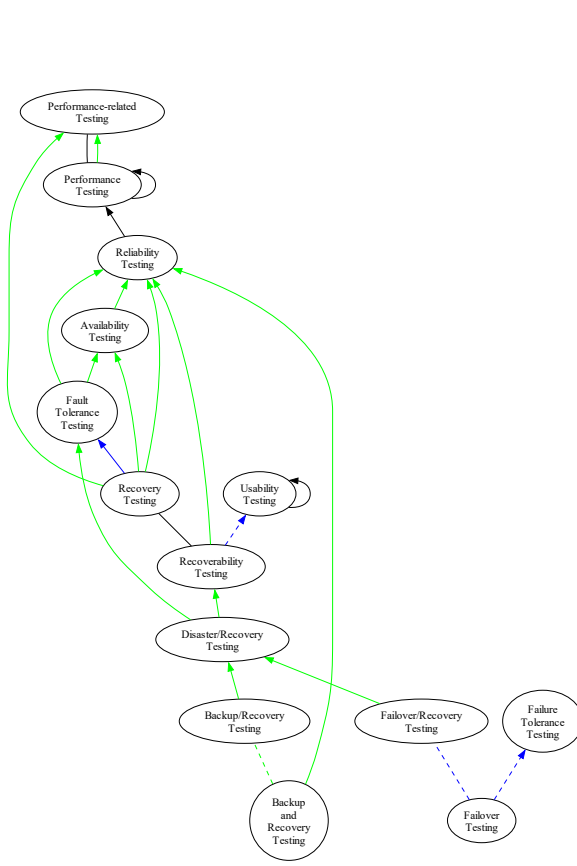 Performance-related
Testing
Performance
Testing
Reliability
Testing
Availability
Testing
Fault
Tolerance
Testing
Recovery
Testing
Usability
Testing
Recoverability
Testing
Disaster/Recovery
Testing
Backup/Recovery
Testing
Failover/Recovery
Testing
Failure
Tolerance
Testing
Backup
and
Recovery
Testing
Failover
Testing